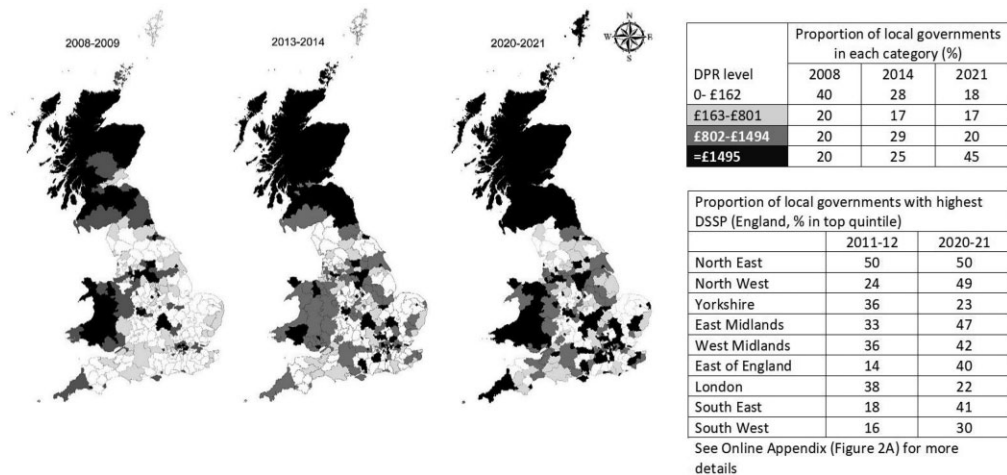 2008-2009
2013-2014
2020-2021
N
W E
S
Proportion of local governments
in each category (%)
DPR level 2008 2014 2021
0- £162 40 28 18
£163-£801 20 17 17
£802-£1494 20 29 20
=£1495 20 25 45
Proportion of local governments with highest
DSSP (England, % in top quintile)
2011-12 2020-21
North East 50 50
North West 24 49
Yorkshire 36 23
East Midlands 33 47
West Midlands 36 42
East of England 14 40
London 38 22
South East 18 41
South West 16 30
See Online Appendix (Figure 2A) for more
details